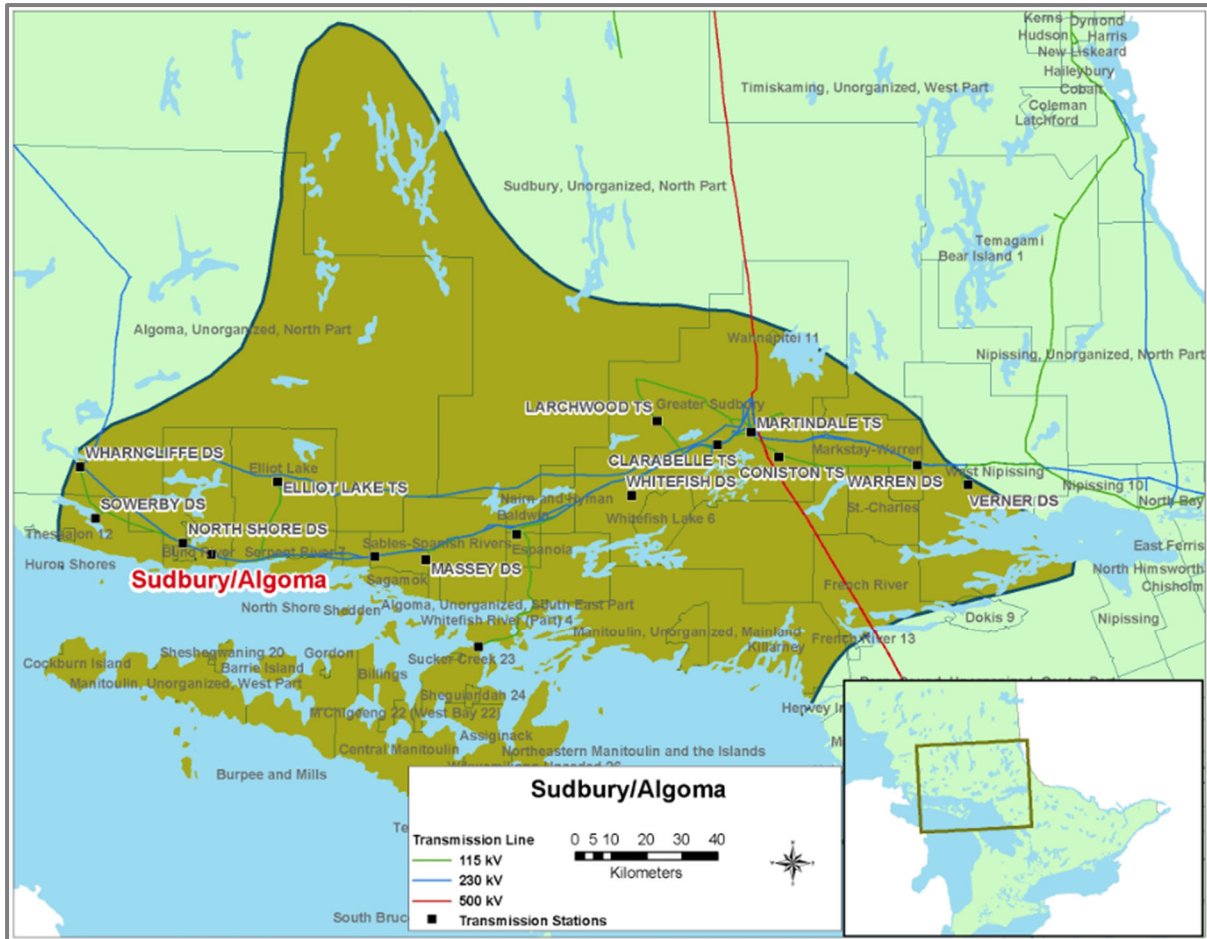 Kerns Dymond
Hudson Harris
New Liskeard
Haileybury
Cobalt
Coleman
Latchford
Timiskaming, Unorganized, West Part
Sudbury, Unorganized, North Part
Temagami
Bear Island 1
Algoma, Unorganized, North Part
Wahnapitei 11
Nipissing, Unorganized, North Part
LARCHWOOD TS
Greater Sudbury
MARTINDALE TS
WHARNCLIFFE DS
Elliot Lake
CLARABELLE TS
Markstay-Warren
CONISTON TS
ELLIOT LAKE TS
WHITEFISH DS
WARREN DS
West Nipissing
VERNER DS
Nipissing 10
North Bay
SOWERBY DS
Nairn and Hyman
Baldwin
Whitefish Lake 6
St.-Charles
NORTH SHORE DS
Thessalon 12
Blind River
Serpent River 7
Sables-Spanish Rivers
Espanola
East Ferris
Huron Shores
MASSEY DS
North Himsworth
Chisholm
Sudbury/Algoma
Sagamok
French River
North Shore
Shedden
Algoma, Unorganized, South East Part
Whitefish River (Part) 4
Dokis 9
Nipissing
Manitoulin, Unorganized, Mainland
Killarney
French River 13
Sheshegwaning 20
Gordon
Sucker Creek 23
Cockburn Island
Barrie Island
Billings
Manitoulin, Unorganized, West Part
Sheguiandah 24
M'Chigeeng 22 (West Bay 22)
Assiginack
Central Manitoulin
Northeastern Manitoulin and the Islands
Burpee and Mills
Sudbury/Algoma
Transmission Line
115 kV
230 kV
500 kV
Transmission Stations
0 5 10 20 30 40
Kilometers
South Bruc